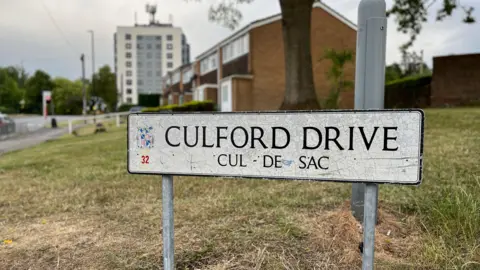 CULFORD DRIVE
CUL - DE - SAC
32